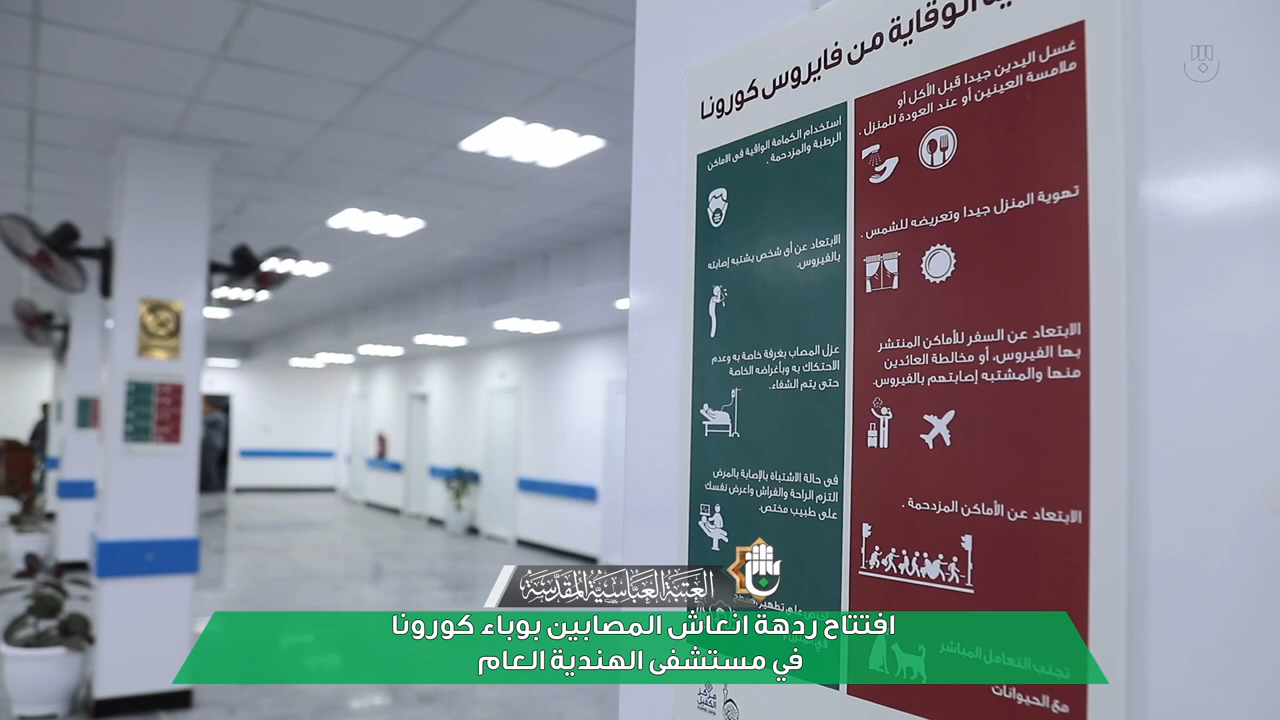 الوقاية من فايروس كورونا
غسل اليدين جيدا قبل الأكل أو
ملامسة العينين أو عند العودة للمنزل .
تهوية المنزل جيدا وتعريضه للشمس .
الابتعاد عن السفر للأماكن المنتشر
بها الفيروس، أو مخالطة العائدين
منها والمشتبه إصابتهم بالفيروس.
الابتعاد عن الأماكن المزدحمة .
تجنب التعامل المباشر
مع الحيوانات
استخدام الكمامة الواقية في الاماكن
الرطبة والمزدحمة .
الابتعاد عن أي شخص يشتبه إصابته
بالفيروس.
عزل المصاب بغرفة خاصة به وعدم
الاحتكاك به وبأغراضه الخاصة
حتى يتم الشفاء.
في حالة الاشتباة بالإصابة بالمرض
التزم الراحة والفراش واعرض نفسك
على طبيب مختص.
العتبة العباسية المقدسة
افتتاح ردهة انعاش المصابين بوباء كورونا
في مستشفى الهندية العام
مركز
الكفيل